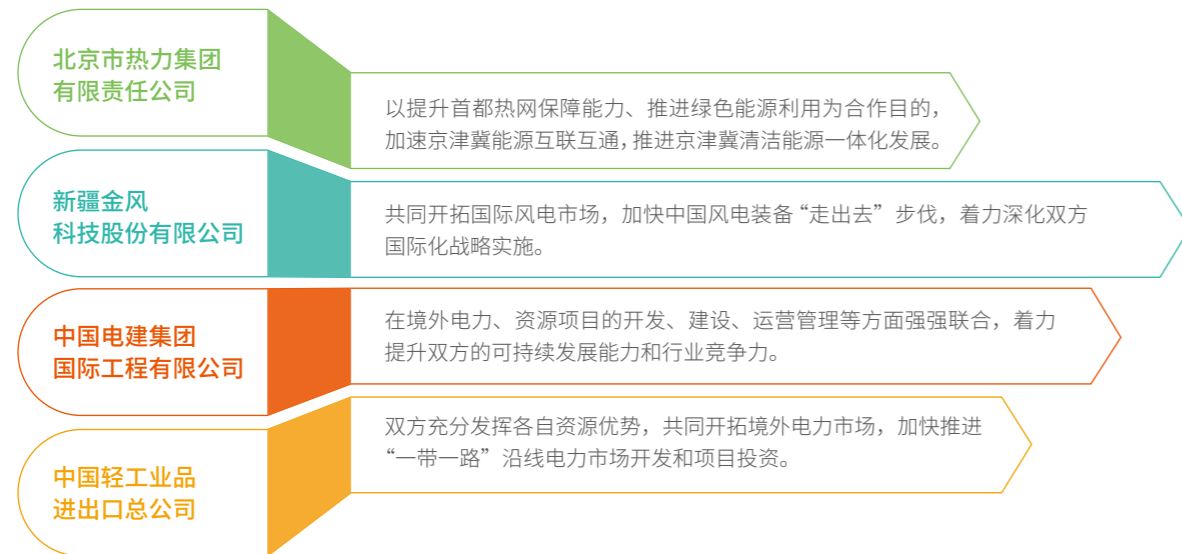 北京市热力集团
有限责任公司
以提升首都热网保障能力、推进绿色能源利用为合作目的，
加速京津冀能源互联互通，推进京津冀清洁能源一体化发展。
新疆金风
科技股份有限公司
共同开拓国际风电市场，加快中国风电装备“走出去”步伐，着力深化双方
国际化战略实施。
中国电建集团
国际工程有限公司
在境外电力、资源项目的开发、建设、运营管理等方面强强联合，着力
提升双方的可持续发展能力和行业竞争力。
中国轻工业品
进出口总公司
双方充分发挥各自资源优势，共同开拓境外电力市场，加快推进
“一带一路”沿线电力市场开发和项目投资。